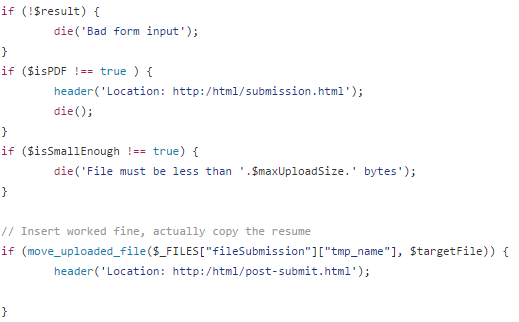 if (!$result) {
        die('Bad form input');
}
if ($isPDF !== true ) {
        header('Location: http:/html/submission.html');
        die();
}
if ($isSmallEnough !== true) {
        die('File must be less than '.$maxUploadSize.' bytes');
}

// Insert worked fine, actually copy the resume
if (move_uploaded_file($_FILES["fileSubmission"]["tmp_name"], $targetFile)) {
        header('Location: http:/html/post-submit.html');

}